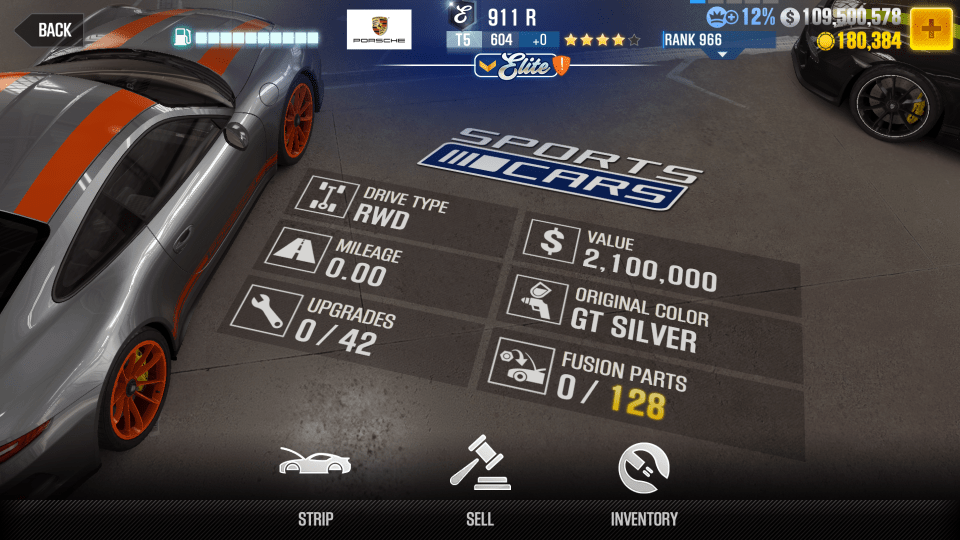 BACK
PORSCHE
Ɛ 911 R
T5 604 +0
RANK 966
12% $ 109,500,578
180,384
Elite
SPORTS
CARS
DRIVE TYPE
RWD
MILEAGE
0.00
UPGRADES
0 / 42
VALUE
2,100,000
ORIGINAL COLOR
GT SILVER
FUSION PARTS
0 / 128
STRIP
SELL
INVENTORY